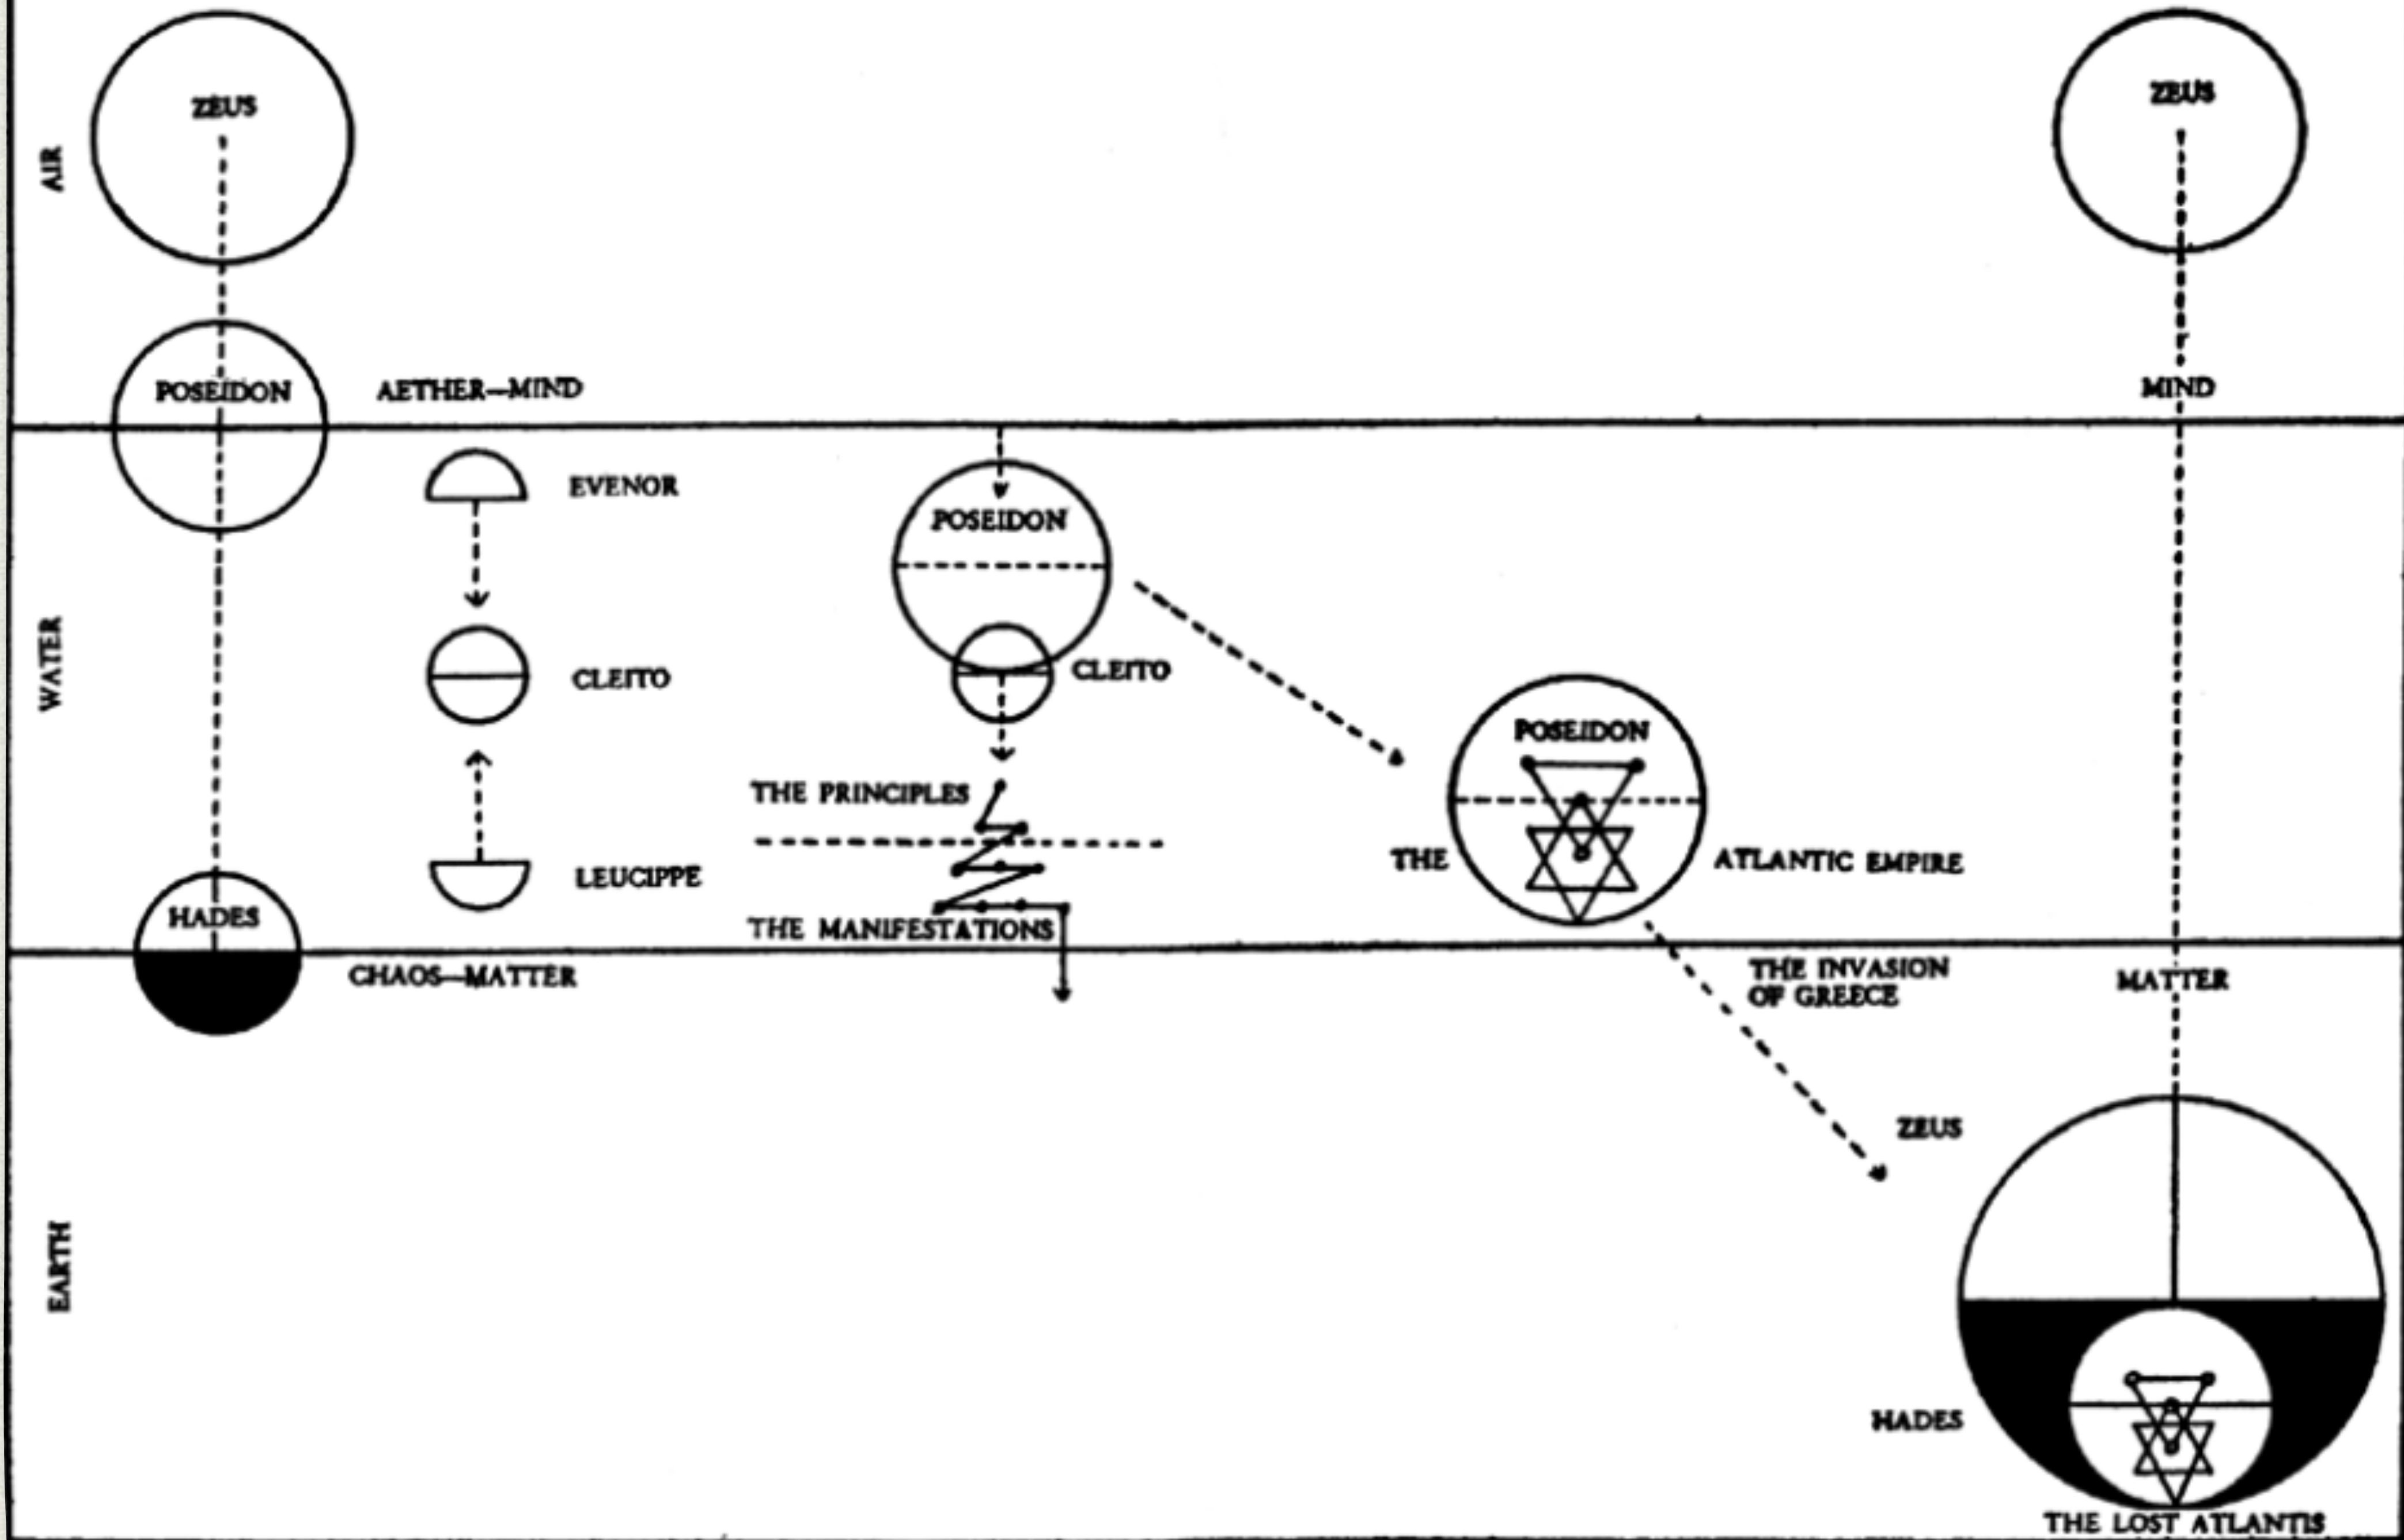 ZEUS
ZEUS
AIR
POSEIDON
AETHER—MIND
MIND
EVENOR
POSEIDON
CLEITO
CLEITO
WATER
POSEIDON
THE PRINCIPLES
THE
ATLANTIC EMPIRE
LEUCIPPE
HADES
THE MANIFESTATIONS
CHAOS—MATTER
THE INVASION
OF GREECE
MATTER
ZEUS
EARTH
HADES
THE LOST ATLANTIS